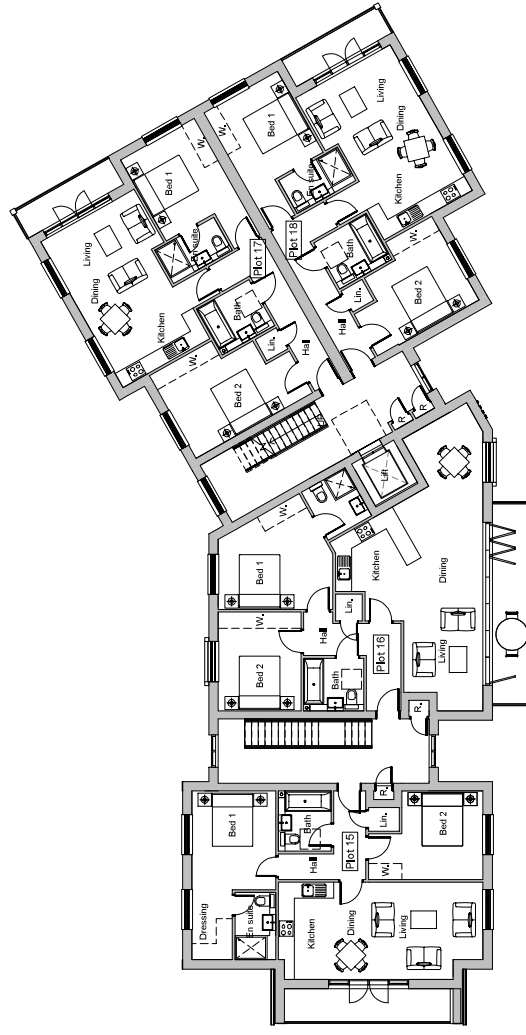 Living
Dining
Kitchen
Bed 1
W.
En suite
Plot 17
Bath
Lin.
Hall
W.
Bed 2
W.
Bed 1
En suite
Plot 18
Living
Dining
Kitchen
Bath
Lin.
Hall
W.
Bed 2
R.
R.
Lift
W.
Bed 1
Kitchen
Dining
Living
Lin.
Hall
W.
Bed 2
Bath
Plot 16
R.
R.
Bed 1
Bath
Lin.
Bed 2
W.
Plot 15
Hall
Dressing
En suite
Kitchen
Dining
Living